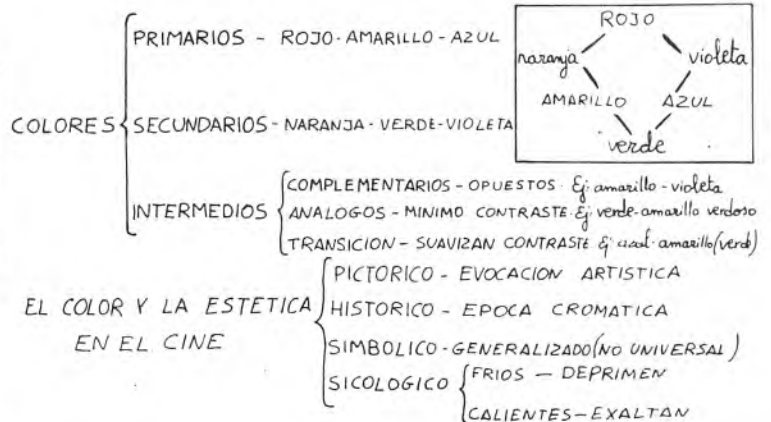 PRIMARIOS - ROJO - AMARILLO - AZUL
COLORES
SECUNDARIOS - NARANJA - VERDE - VIOLETA
INTERMEDIOS
COMPLEMENTARIOS - OPUESTOS. Ej: amarillo - violeta
ANALOGOS - MINIMO CONTRASTE. Ej: verde-amarillo verdoso
TRANSICION - SUAVIZAN CONTRASTE Ej: azul-amarillo (verde)
ROJO
naranja violeta
AMARILLO AZUL
verde
EL COLOR Y LA ESTETICA
EN EL CINE
PICTORICO - EVOCACION ARTISTICA
HISTORICO - EPOCA CROMATICA
SIMBOLICO - GENERALIZADO (NO UNIVERSAL)
SICOLOGICO
FRIOS - DEPRIMEN
CALIENTES - EXALTAN